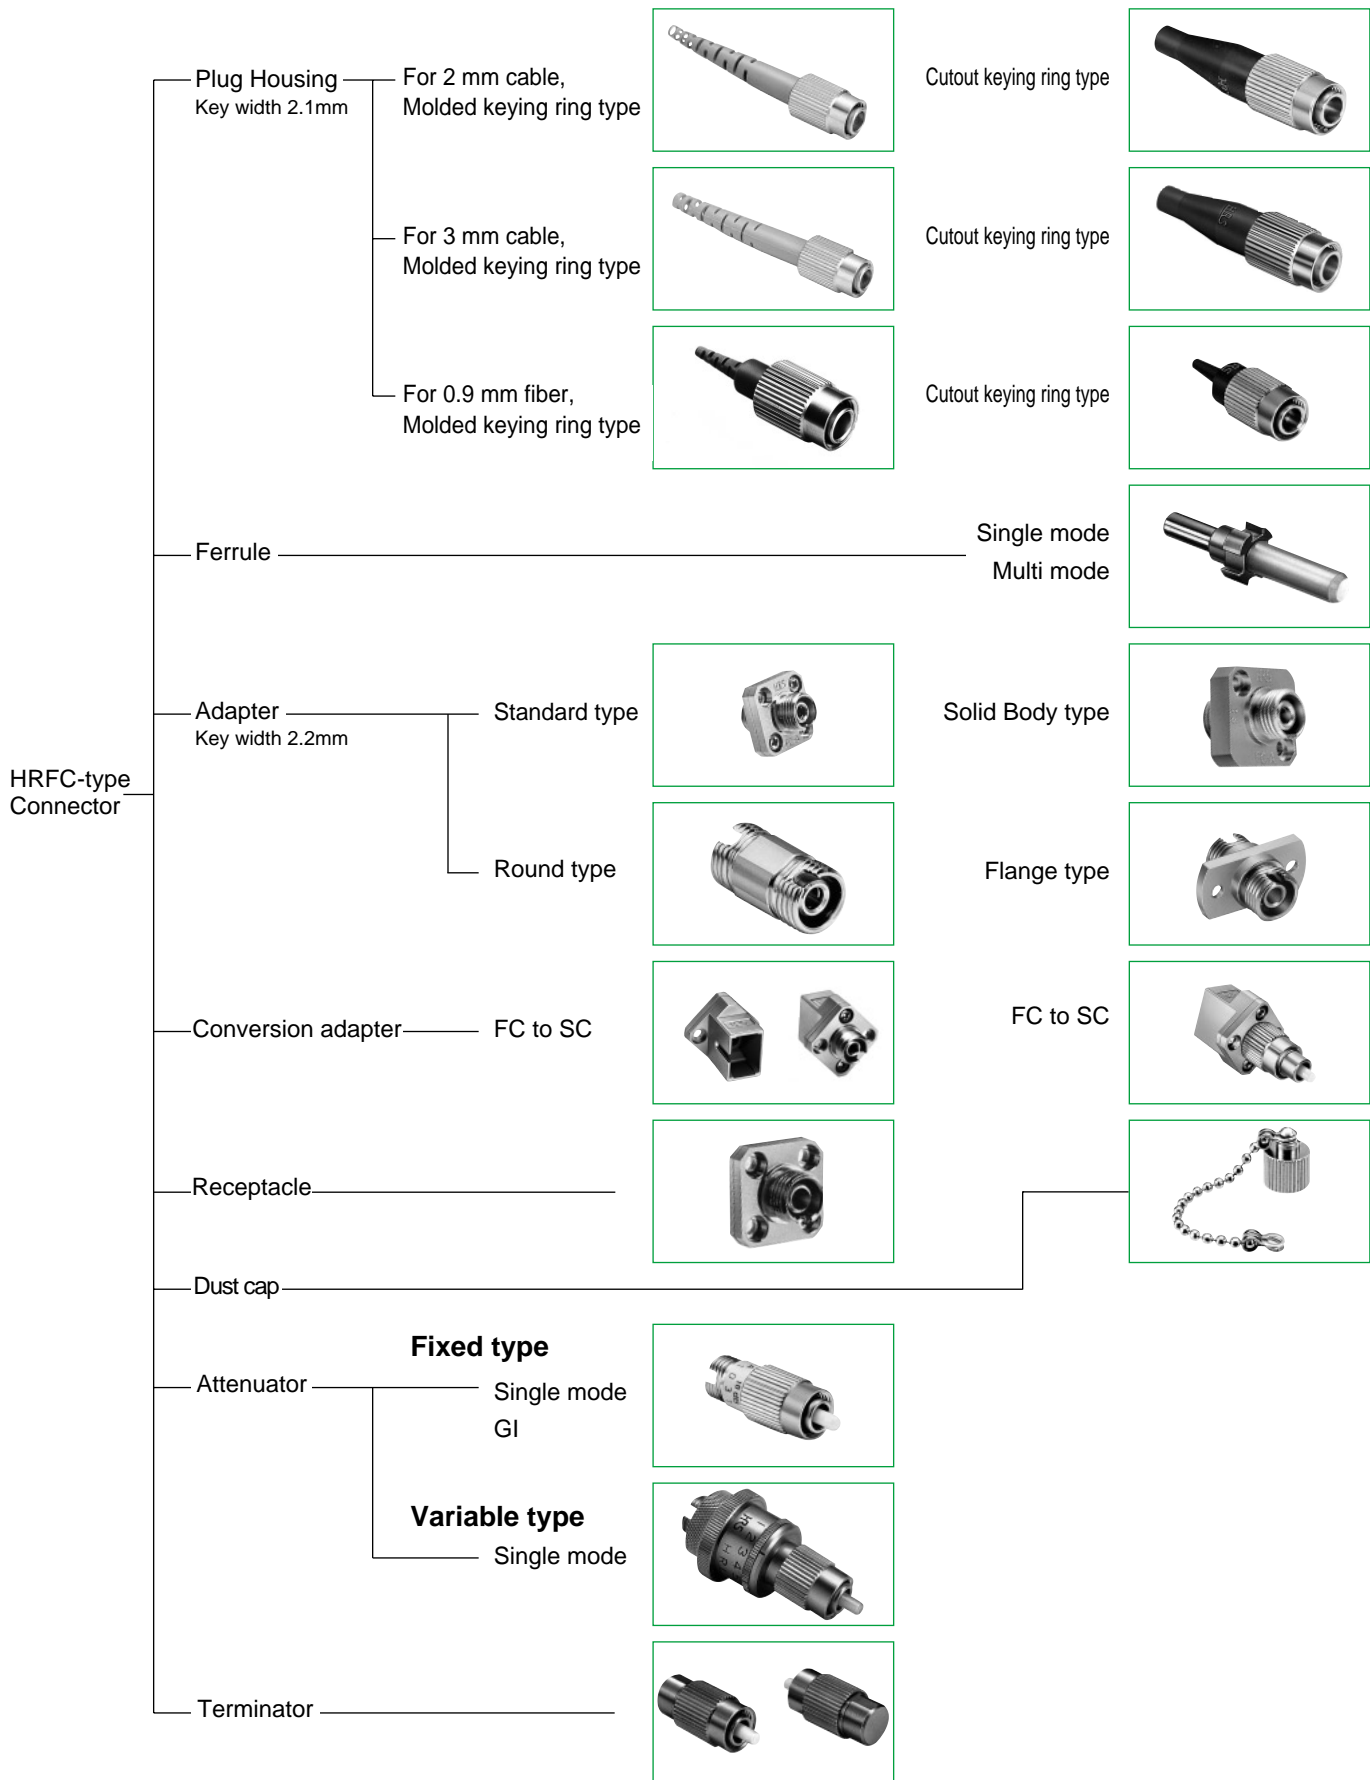 Plug Housing
Key width 2.1mm
For 2 mm cable,
Molded keying ring type
Cutout keying ring type
For 3 mm cable,
Molded keying ring type
Cutout keying ring type
For 0.9 mm fiber,
Molded keying ring type
Cutout keying ring type
Ferrule
Single mode
Multi mode
Adapter
Key width 2.2mm
Standard type
Solid Body type
HRFC-type
Connector
Round type
Flange type
Conversion adapter
FC to SC
FC to SC
Receptacle
Dust cap
Fixed type
Attenuator
Single mode
GI
Variable type
Single mode
Terminator